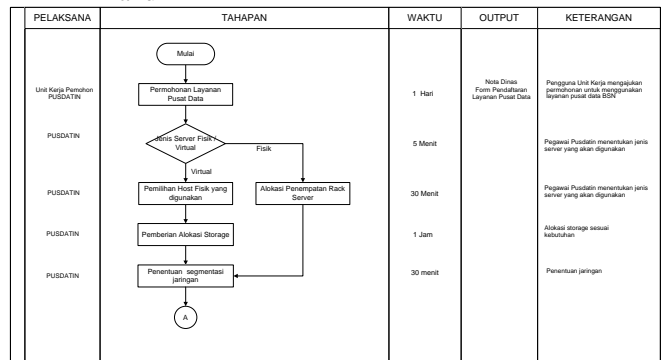 PELAKSANA
TAHAPAN
WAKTU
OUTPUT
KETERANGAN
Mulai
Unit Kerja Pemohon
PUSDATIN
Permohonan Layanan
Pusat Data
1 Hari
Nota Dinas
Form Pendaftaran
Layanan Pusat Data
Pengguna Unit Kerja mengajukan
permohonan untuk menggunakan
layanan pusat data BSN
PUSDATIN
Jenis Server Fisik /
Virtual
Fisik
Virtual
5 Menit
Pegawai Pusdatin menentukan jenis
server yang akan digunakan
PUSDATIN
Pemilihan Host Fisik yang
digunakan
Alokasi Penempatan Rack
Server
30 Menit
Pegawai Pusdatin menentukan jenis
server yang akan digunakan
PUSDATIN
Pemberian Alokasi Storage
1 Jam
Alokasi storage sesuai
kebutuhan
PUSDATIN
Penentuan segmentasi
jaringan
30 menit
Penentuan jaringan
A